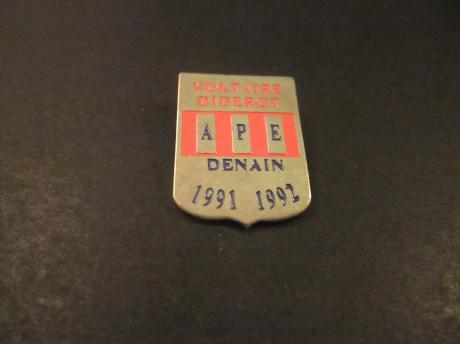 VOLTAIRE
DIDEROT
A P E
DENAIN
1991 1992